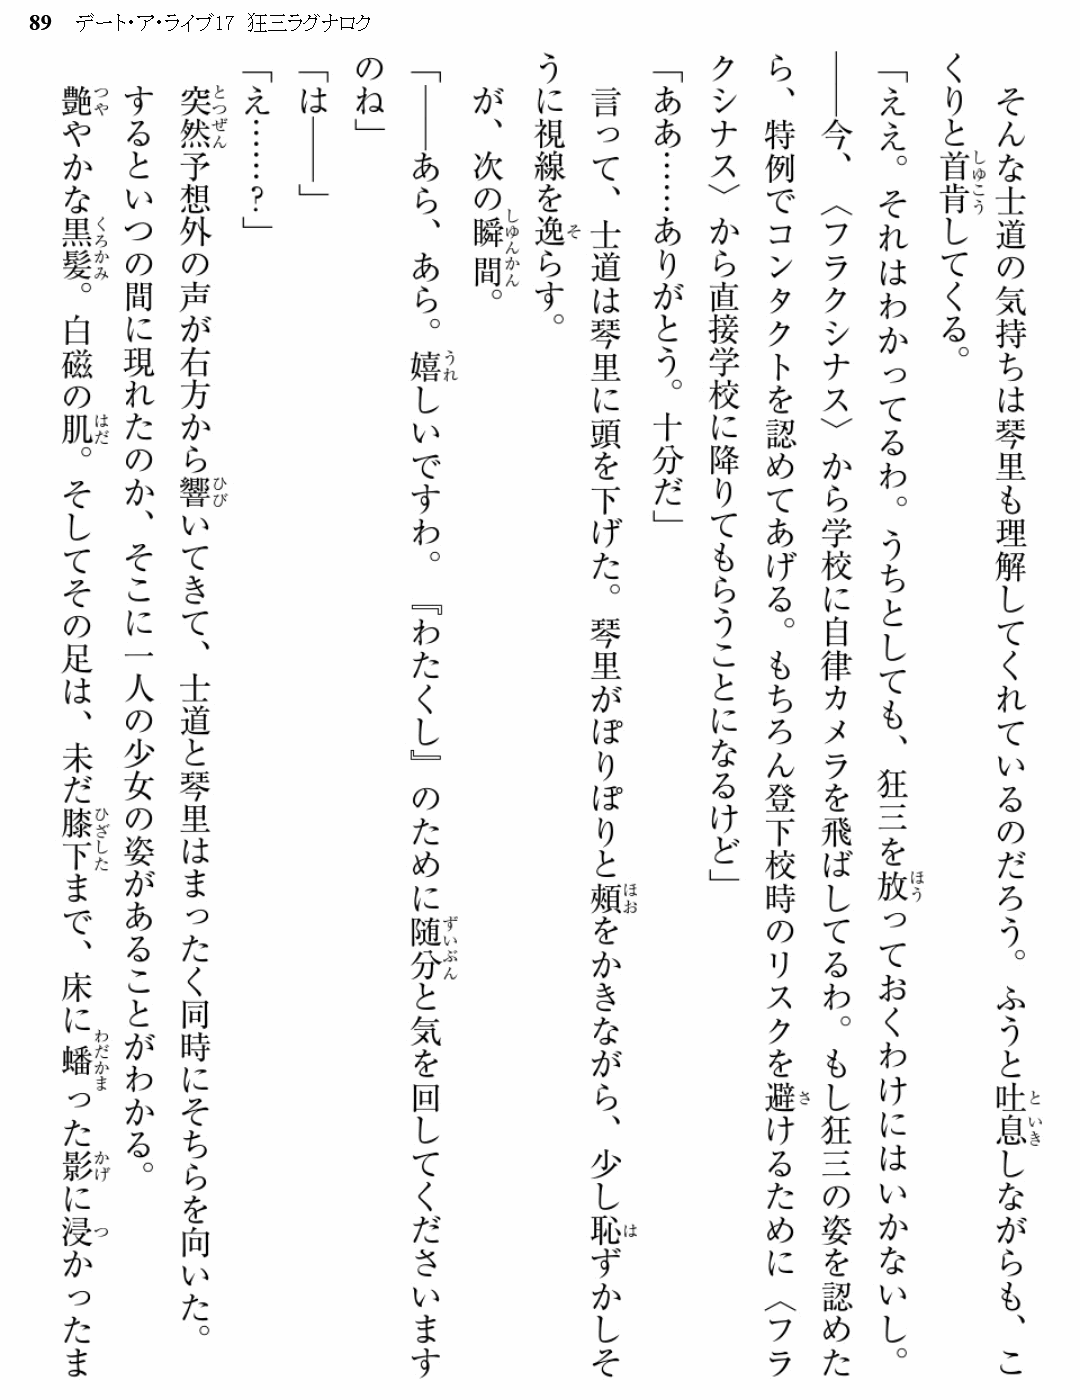 89 デート・ア・ライブ17 狂三ラグナロク
そんな士道の気持ちは琴里も理解してくれているのだろう。ふうと吐息しながらも、こ
くりと首肯してくる。
「ええ。それはわかってるわ。うちとしても、狂三を放っておくわけにはいかないし。
――今、〈フラクシナス〉から学校に自律カメラを飛ばしてるわ。もし狂三の姿を認めた
ら、特例でコンタクトを認めてあげる。もちろん登下校時のリスクを避けるために〈フラ
クシナス〉から直接学校に降りてもらうことになるけど」
「ああ……ありがとう。十分だ」
言って、士道は琴里に頭を下げた。琴里がぽりぽりと頰をかきながら、少し恥ずかしそ
うに視線を逸らす。
が、次の瞬間。
「――あら、あら。嬉しいですわ。『わたくし』のために随分と気を回してくださいます
のね」
「は――」
「え……?」
突然予想外の声が右方から響いてきて、士道と琴里はまったく同時にそちらを向いた。
するといつの間に現れたのか、そこに一人の少女の姿があることがわかる。
艶やかな黒髪。白磁の肌。そしてその足は、未だ膝下まで、床に蟠った影に浸かったま